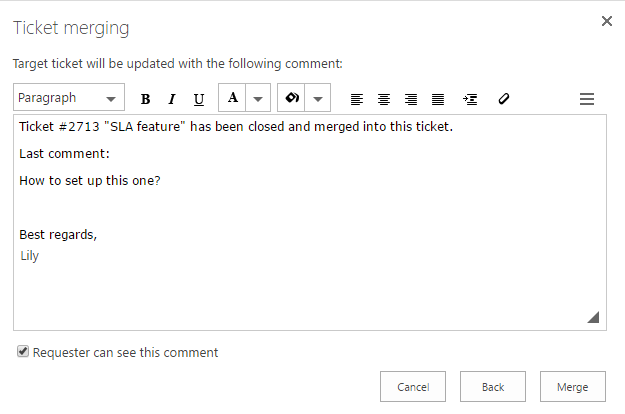 Ticket merging
Target ticket will be updated with the following comment:
Paragraph B I U A
Ticket #2713 "SLA feature" has been closed and merged into this ticket.
Last comment:
How to set up this one?
Best regards,
Lily
Requester can see this comment
Cancel Back Merge